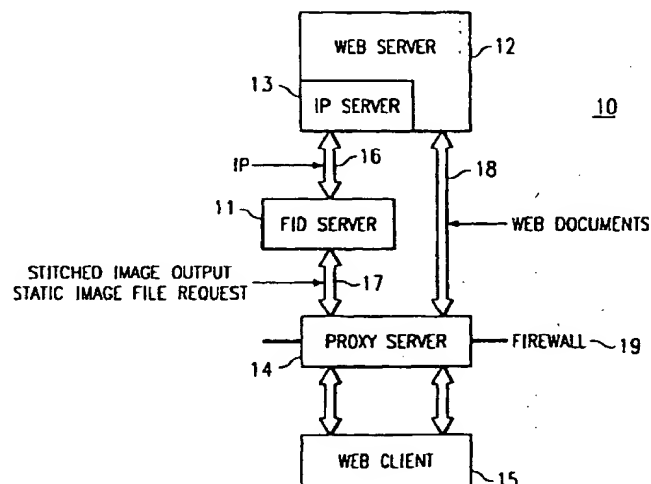 WEB SERVER
12
13
IP SERVER
10
IP
16
18
11
FID SERVER
WEB DOCUMENTS
STITCHED IMAGE OUTPUT
STATIC IMAGE FILE REQUEST
17
PROXY SERVER
FIREWALL
19
14
WEB CLIENT
15